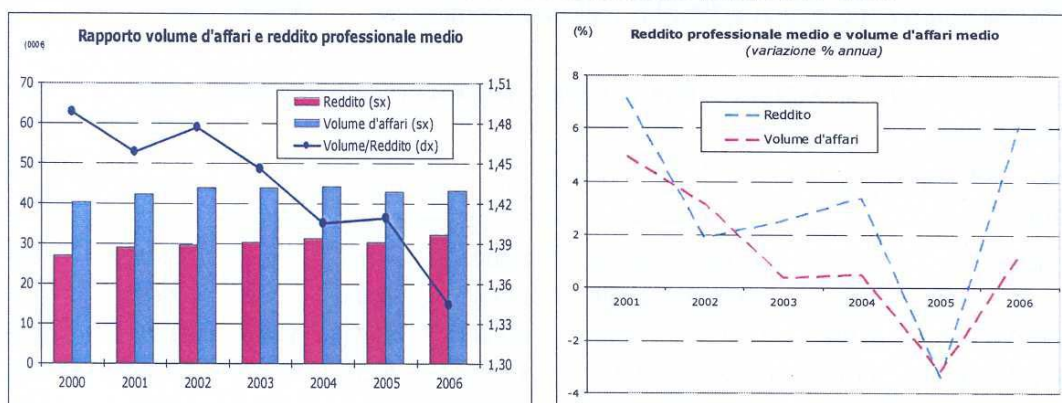 Rapporto volume d'affari e reddito professionale medio
(000€)
70
60
50
40
30
20
10
0
1,51
1,48
1,45
1,42
1,39
1,36
1,33
1,30
Reddito (sx)
Volume d'affari (sx)
Volume/Reddito (dx)
2000 2001 2002 2003 2004 2005 2006
(%)
Reddito professionale medio e volume d'affari medio
(variazione % annua)
8
6
4
2
0
-2
-4
Reddito
Volume d'affari
2001 2002 2003 2004 2005 2006